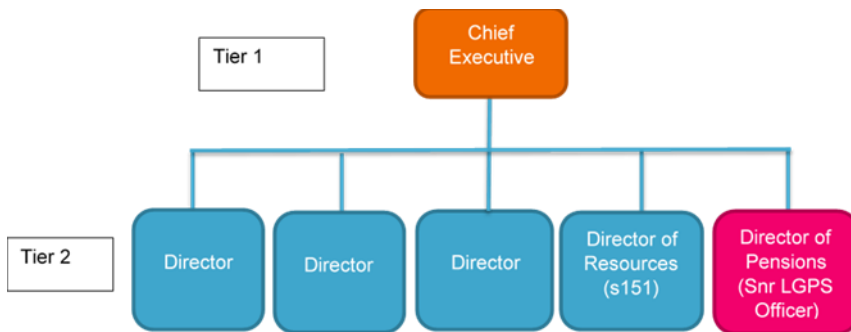 Tier 1
Chief
Executive
Tier 2
Director
Director
Director
Director of
Resources
(s151)
Director of
Pensions
(Snr LGPS
Officer)